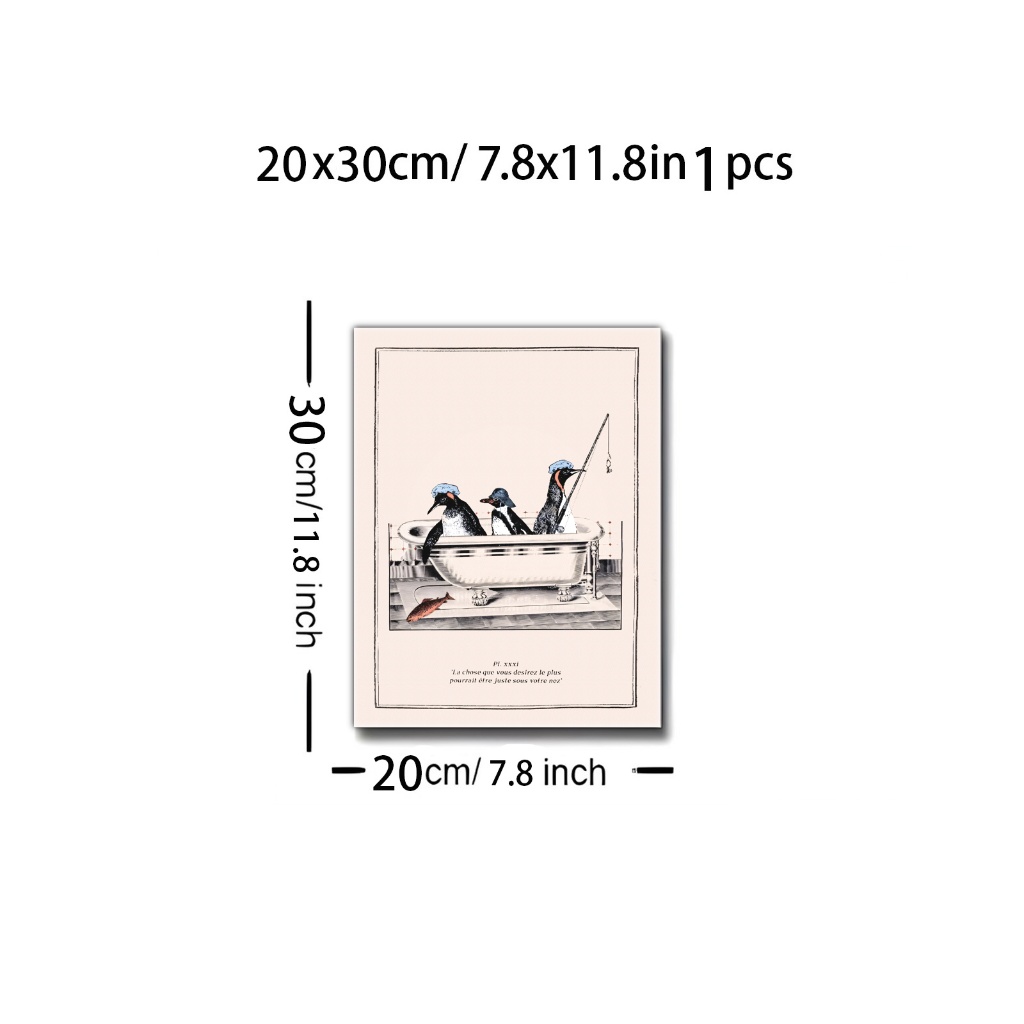 20x30cm/ 7.8x11.8in 1 pcs
30cm/11.8 inch
Pl. xxxi
'La chose que vous desirez le plus
pourrait être juste sous votre nez'
20cm/ 7.8 inch